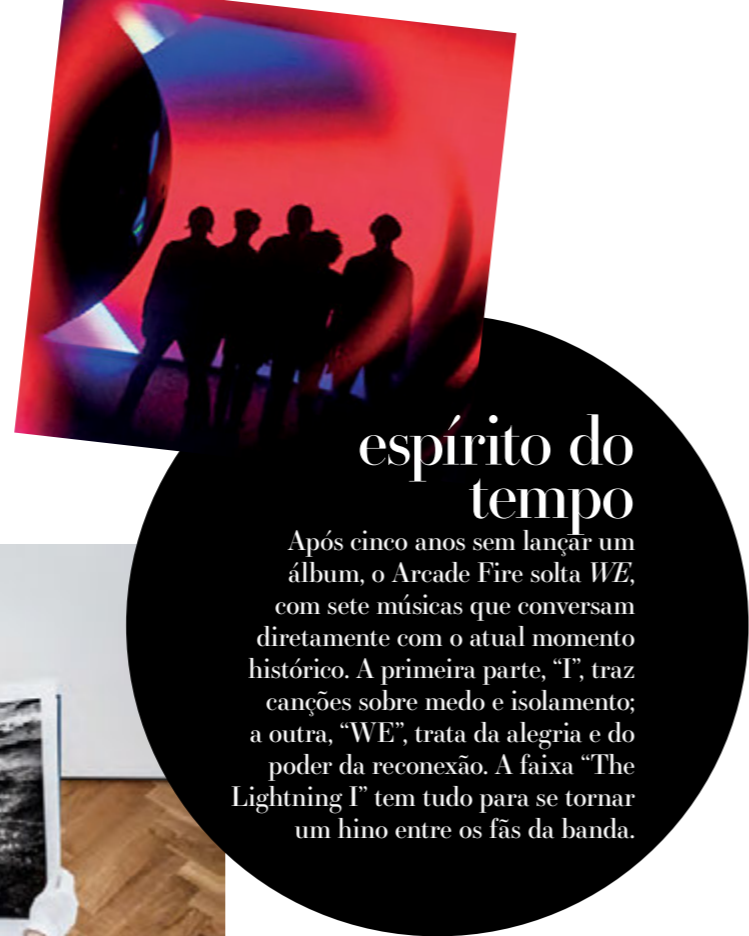 espírito do
tempo
Após cinco anos sem lançar um
álbum, o Arcade Fire solta WE,
com sete músicas que conversam
diretamente com o atual momento
histórico. A primeira parte, “I”, traz
canções sobre medo e isolamento;
a outra, “WE”, trata da alegria e do
poder da reconexão. A faixa “The
Lightning I” tem tudo para se tornar
um hino entre os fãs da banda.